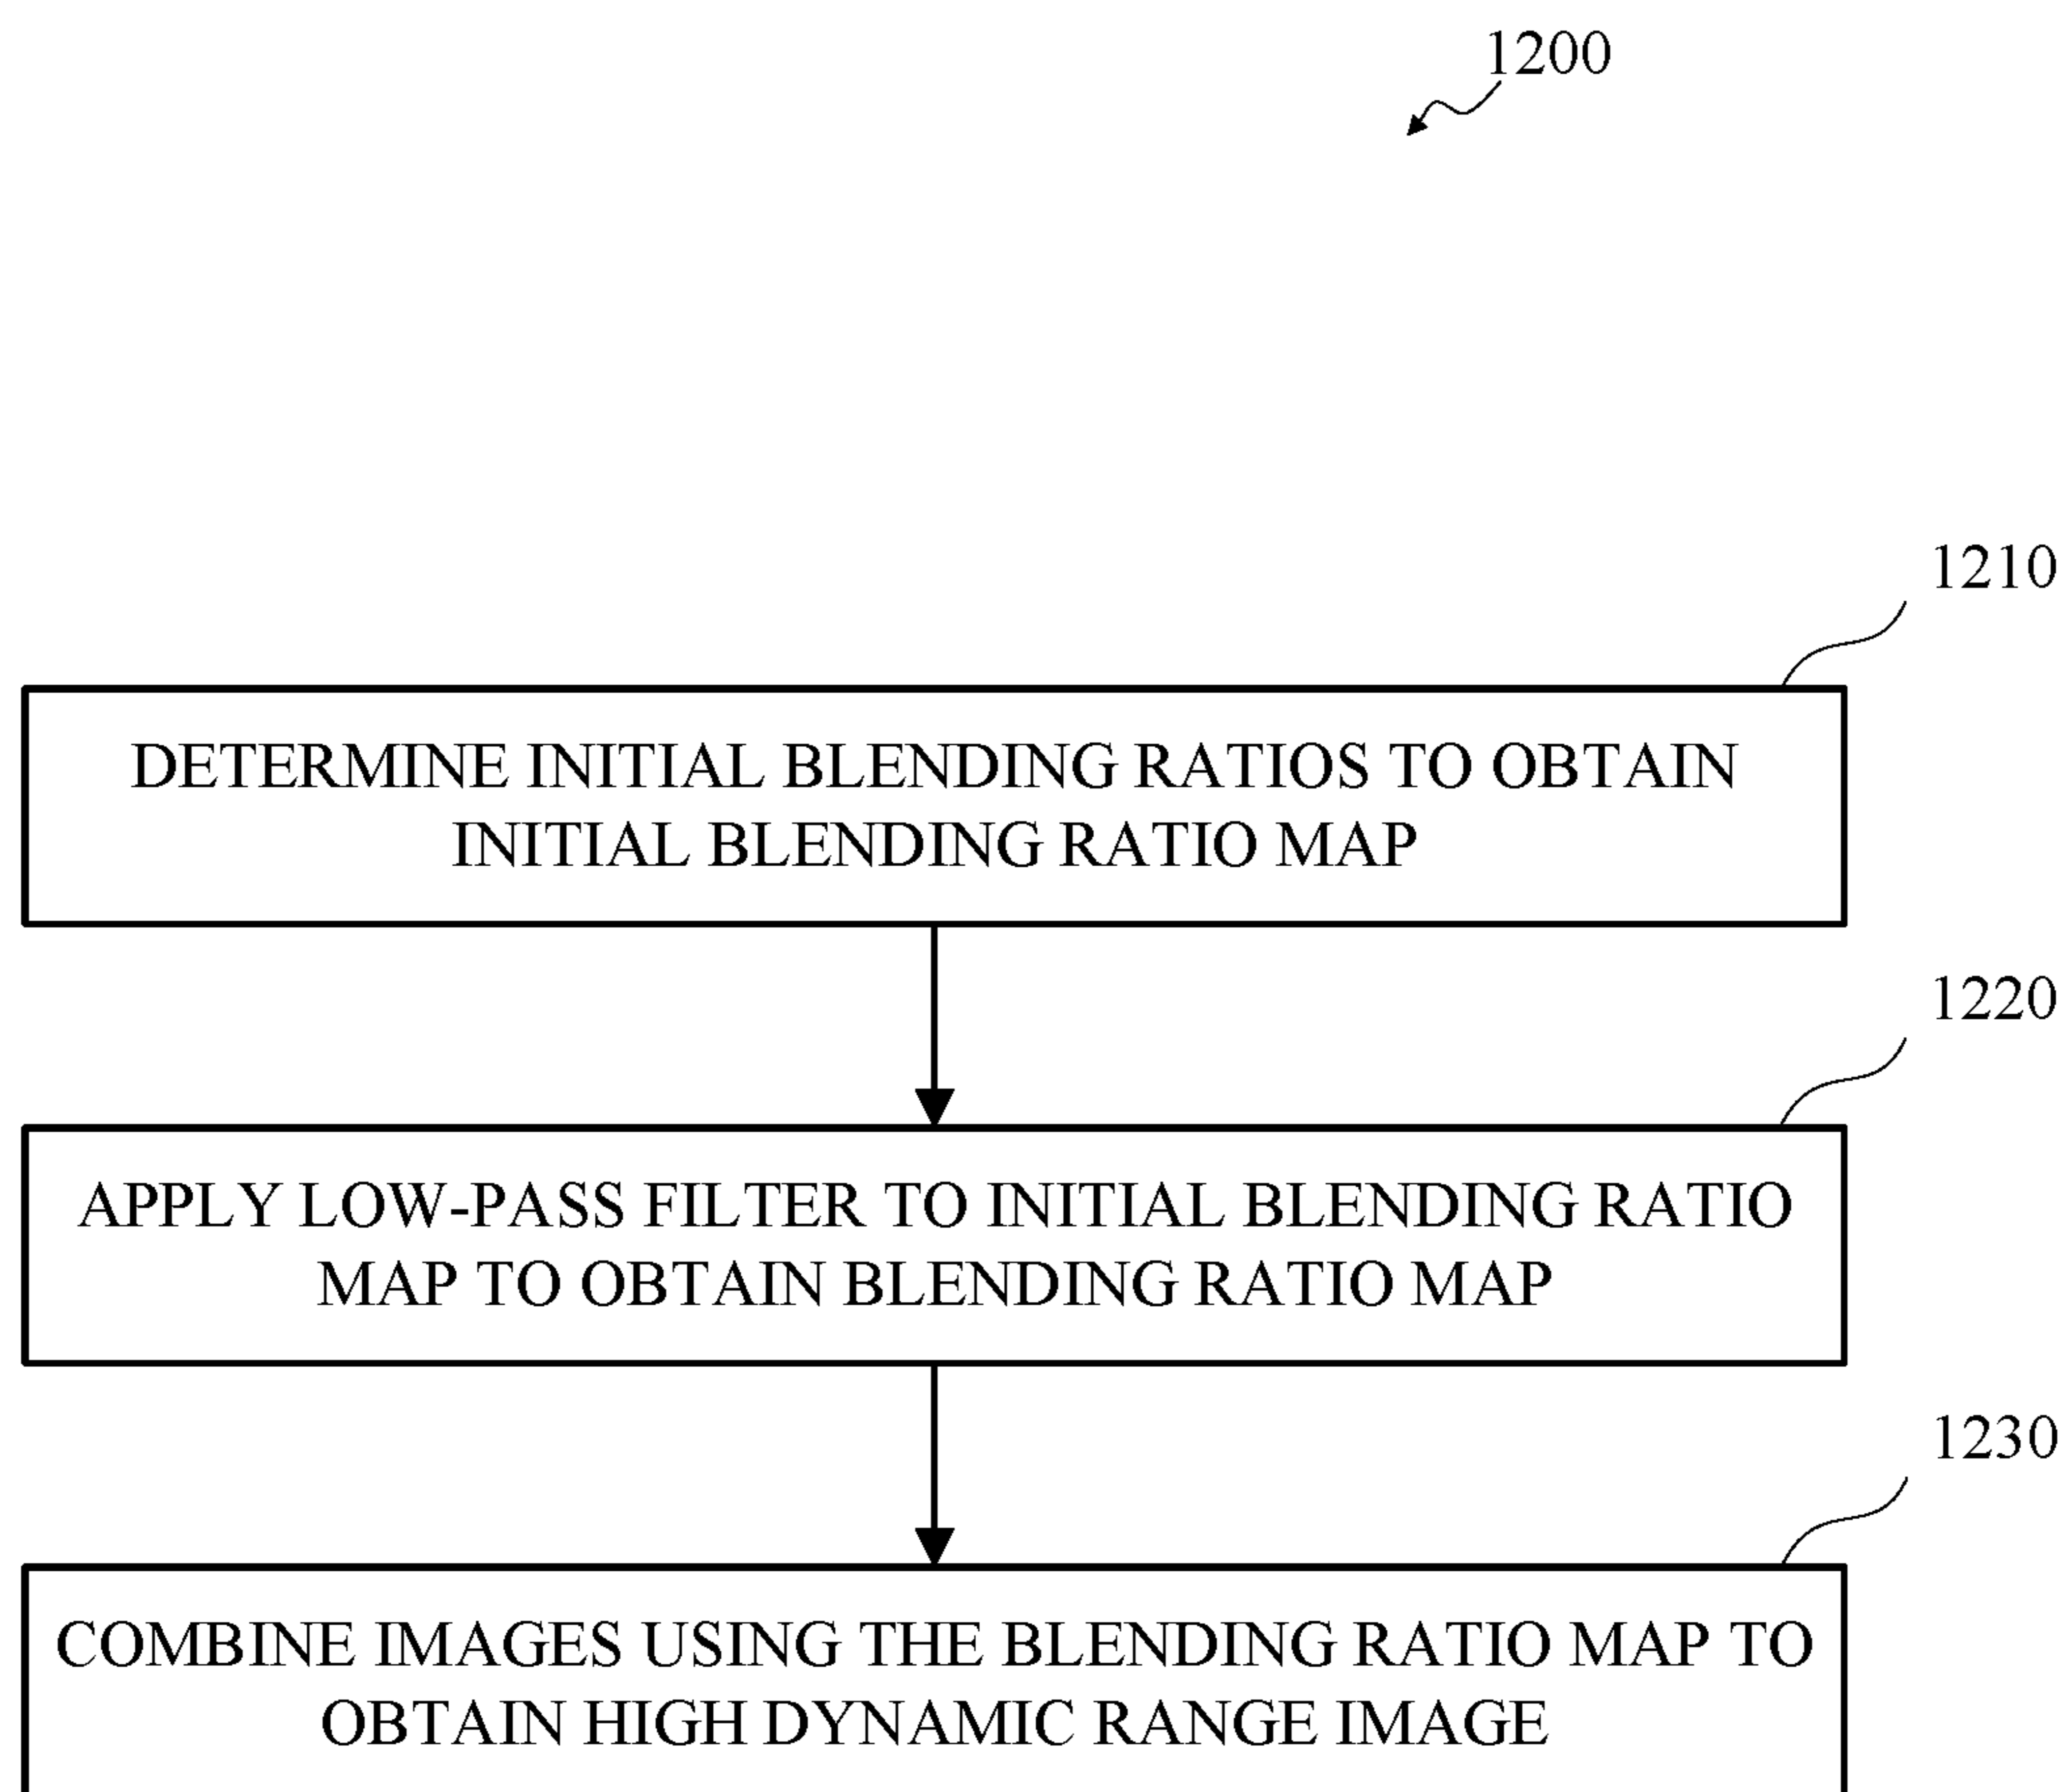 1200
1210
DETERMINE INITIAL BLENDING RATIOS TO OBTAIN
INITIAL BLENDING RATIO MAP
1220
APPLY LOW-PASS FILTER TO INITIAL BLENDING RATIO
MAP TO OBTAIN BLENDING RATIO MAP
1230
COMBINE IMAGES USING THE BLENDING RATIO MAP TO
OBTAIN HIGH DYNAMIC RANGE IMAGE